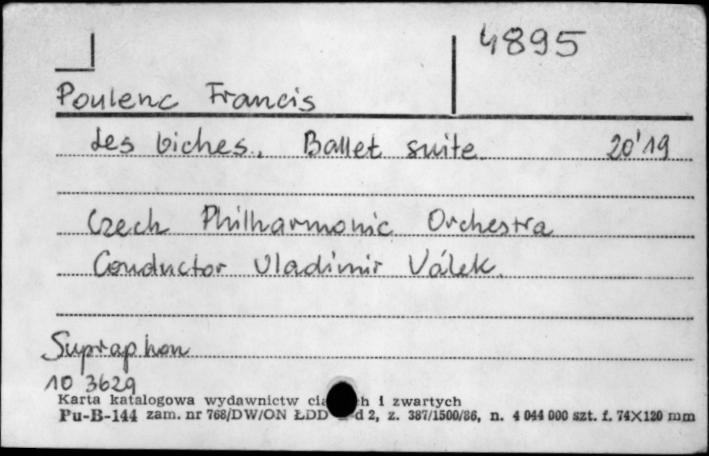 4895
Poulenc Francis
Les biches. Ballet suite 20'19
Czech Philharmonic Orchestra
Conductor Vladimir Válek.
Supraphon
10 3629
Karta katalogowa wydawnictw h i zwartych
Pu-B-144 zam. nr 768/DW/ON ŁDD d 2, z. 387/1500/86, n. 4 044 000 szt. f. 74X120 mm